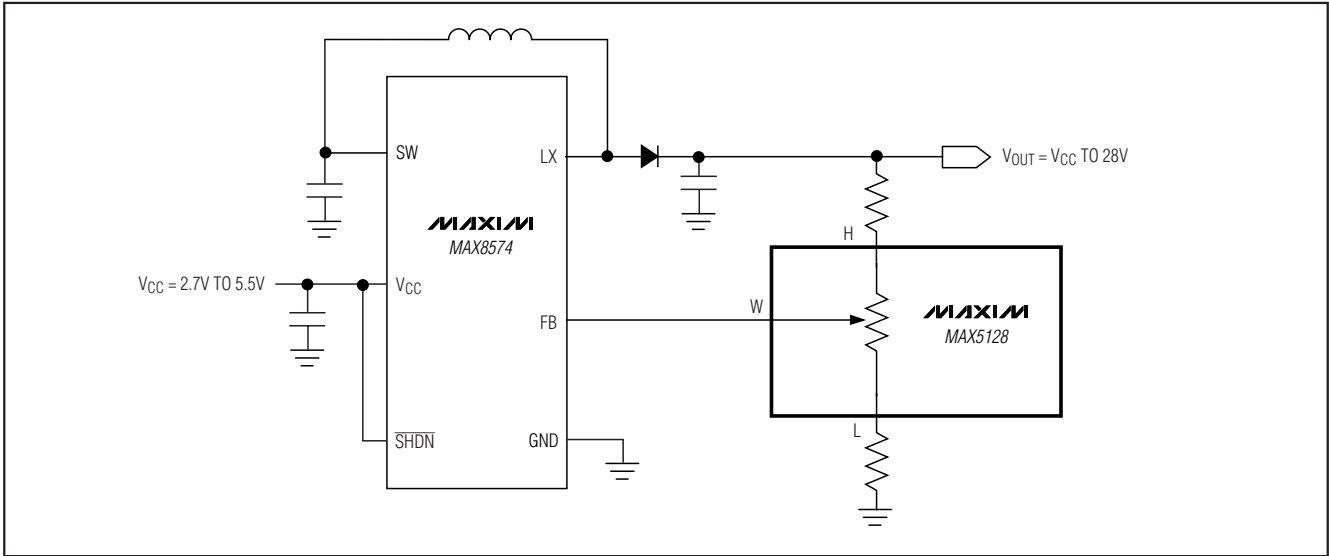 SW
LX
V_OUT = V_CC TO 28V
H
MAXIM
MAX8574
V_CC = 2.7V TO 5.5V
V_CC
FB
W
MAXIM
MAX5128
SHDN
GND
L